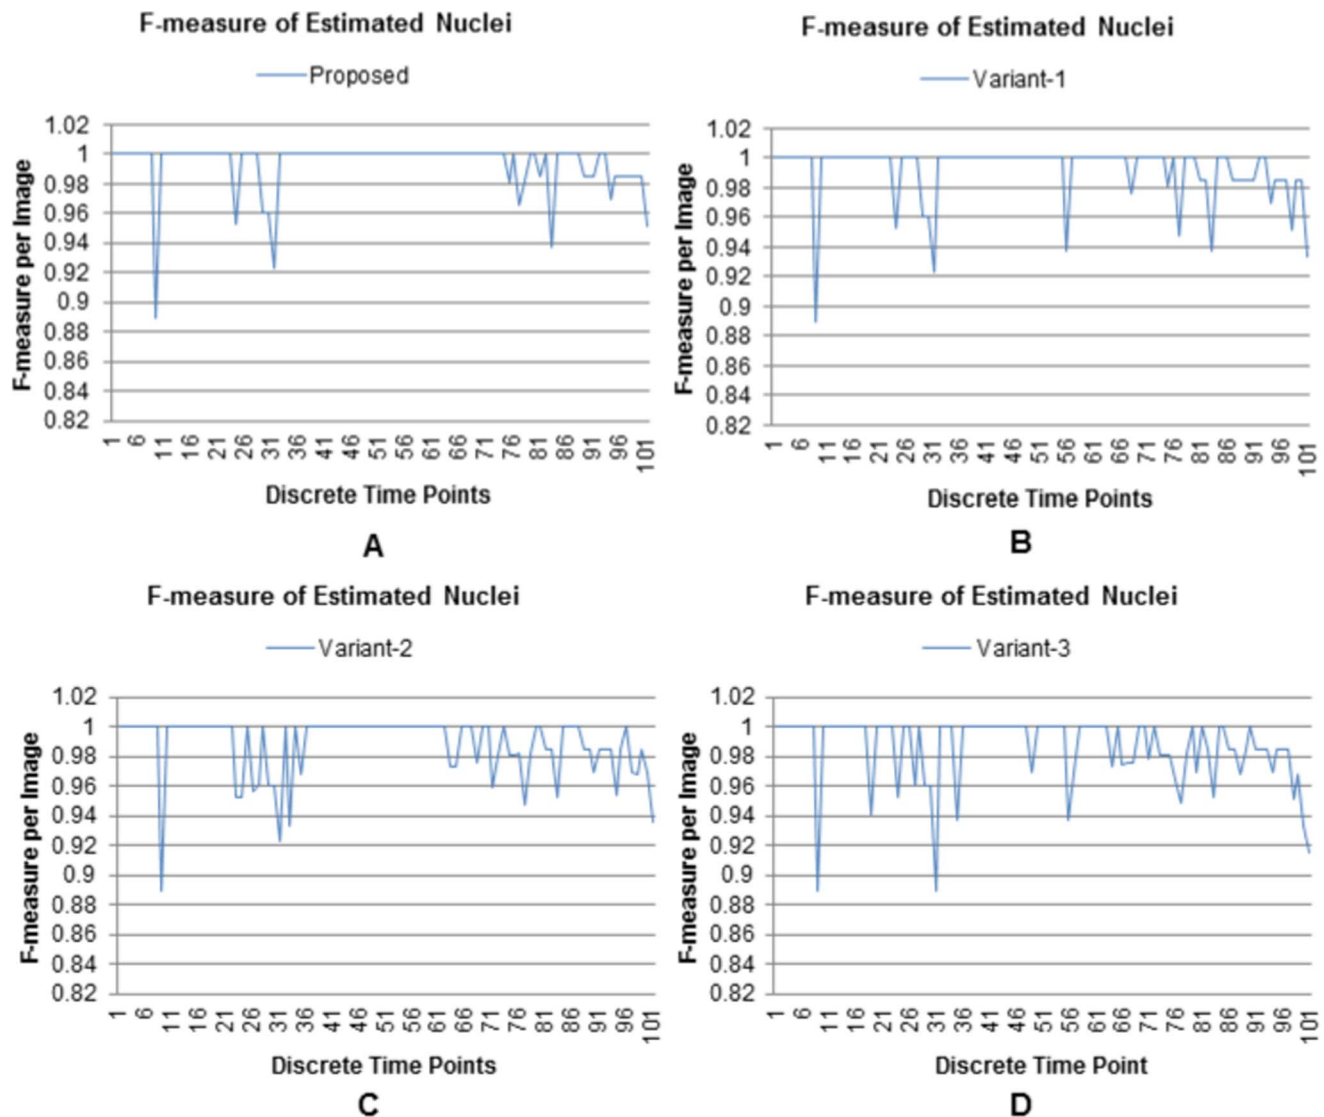 F-measure of Estimated Nuclei
Proposed
F-measure per Image
1.02
1
0.98
0.96
0.94
0.92
0.9
0.88
0.86
0.84
0.82
1 6 11 16 21 26 31 36 41 46 51 56 61 66 71 76 81 86 91 96 101
Discrete Time Points
A
F-measure of Estimated Nuclei
Variant-1
F-measure per Image
1.02
1
0.98
0.96
0.94
0.92
0.9
0.88
0.86
0.84
0.82
1 6 11 16 21 26 31 36 41 46 51 56 61 66 71 76 81 86 91 96 101
Discrete Time Points
B
F-measure of Estimated Nuclei
Variant-2
F-measure per Image
1.02
1
0.98
0.96
0.94
0.92
0.9
0.88
0.86
0.84
0.82
1 6 11 16 21 26 31 36 41 46 51 56 61 66 71 76 81 86 91 96 101
Discrete Time Points
C
F-measure of Estimated Nuclei
Variant-3
F-measure per Image
1.02
1
0.98
0.96
0.94
0.92
0.9
0.88
0.86
0.84
0.82
1 6 11 16 21 26 31 36 41 46 51 56 61 66 71 76 81 86 91 96 101
Discrete Time Point
D